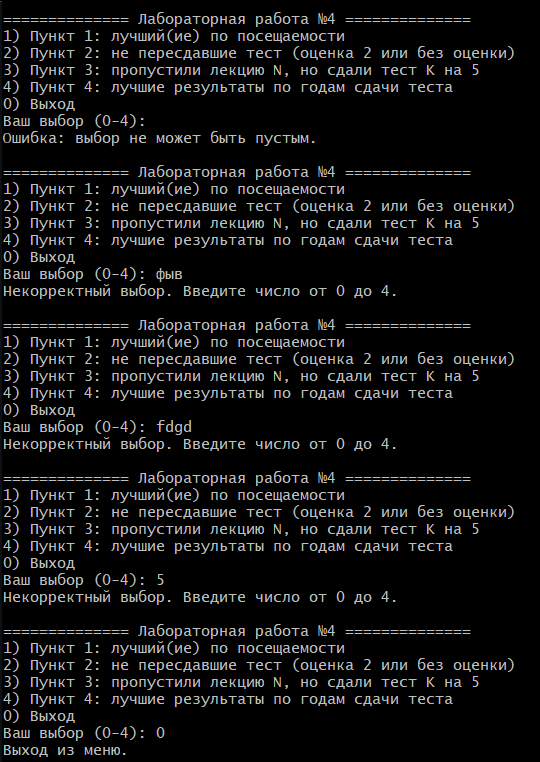 ============== Лабораторная работа №4 ==============
1) Пункт 1: лучший(ие) по посещаемости
2) Пункт 2: не пересдавшие тест (оценка 2 или без оценки)
3) Пункт 3: пропустили лекцию N, но сдали тест K на 5
4) Пункт 4: лучшие результаты по годам сдачи теста
0) Выход
Ваш выбор (0-4):
Ошибка: выбор не может быть пустым.
============== Лабораторная работа №4 ==============
1) Пункт 1: лучший(ие) по посещаемости
2) Пункт 2: не пересдавшие тест (оценка 2 или без оценки)
3) Пункт 3: пропустили лекцию N, но сдали тест K на 5
4) Пункт 4: лучшие результаты по годам сдачи теста
0) Выход
Ваш выбор (0-4): фыв
Некорректный выбор. Введите число от 0 до 4.
============== Лабораторная работа №4 ==============
1) Пункт 1: лучший(ие) по посещаемости
2) Пункт 2: не пересдавшие тест (оценка 2 или без оценки)
3) Пункт 3: пропустили лекцию N, но сдали тест K на 5
4) Пункт 4: лучшие результаты по годам сдачи теста
0) Выход
Ваш выбор (0-4): fdgd
Некорректный выбор. Введите число от 0 до 4.
============== Лабораторная работа №4 ==============
1) Пункт 1: лучший(ие) по посещаемости
2) Пункт 2: не пересдавшие тест (оценка 2 или без оценки)
3) Пункт 3: пропустили лекцию N, но сдали тест K на 5
4) Пункт 4: лучшие результаты по годам сдачи теста
0) Выход
Ваш выбор (0-4): 5
Некорректный выбор. Введите число от 0 до 4.
============== Лабораторная работа №4 ==============
1) Пункт 1: лучший(ие) по посещаемости
2) Пункт 2: не пересдавшие тест (оценка 2 или без оценки)
3) Пункт 3: пропустили лекцию N, но сдали тест K на 5
4) Пункт 4: лучшие результаты по годам сдачи теста
0) Выход
Ваш выбор (0-4): 0
Выход из меню.